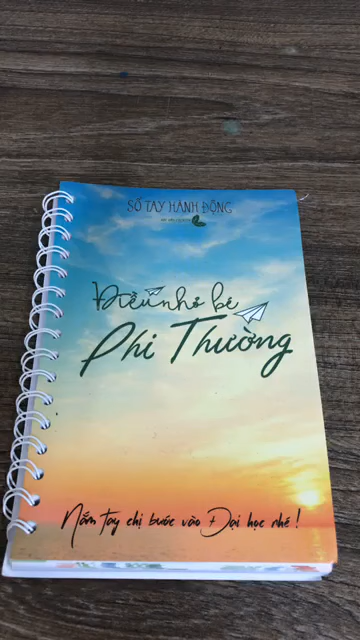 SỔ TAY HÀNH ĐỘNG
Điều nhỏ bé
Phi Thường
Nắm tay chị bước vào Đại học nhé!